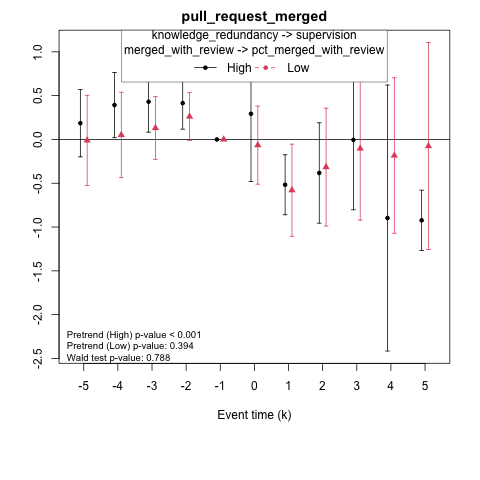 pull_request_merged
knowledge_redundancy -> supervision
merged_with_review -> pct_merged_with_review
High Low
1.0
0.5
0.0
-0.5
-1.0
-1.5
-2.0
-2.5
Pretrend (High) p-value < 0.001
Pretrend (Low) p-value: 0.394
Wald test p-value: 0.788
-5 -4 -3 -2 -1 0 1 2 3 4 5
Event time (k)